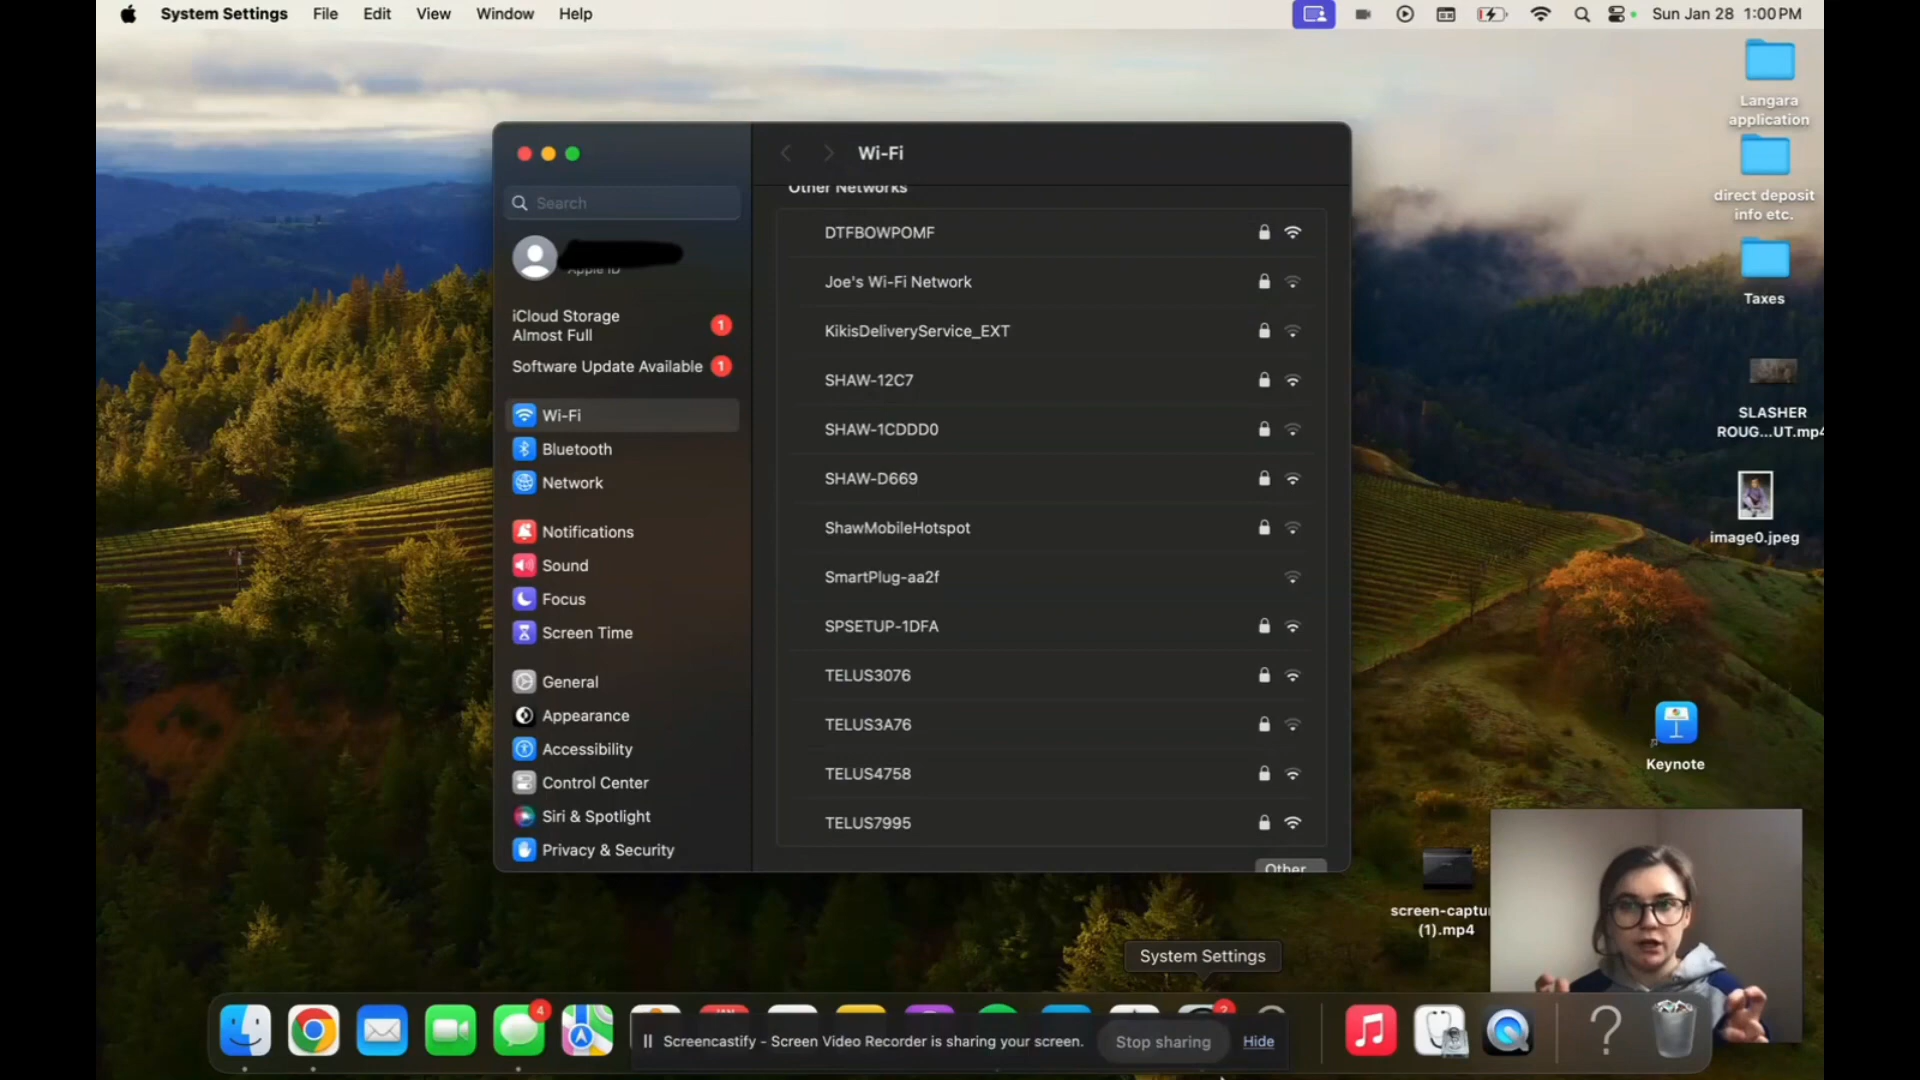 System Settings File Edit View Window Help Sun Jan 28 1:00 PM
Langara
application
direct deposit
info etc.
Taxes
SLASHER
ROUG...UT.mp4
image0.jpeg
Keynote
screen-captu
(1).mp4
Search
Apple ID
iCloud Storage
Almost Full
1
Software Update Available 1
Wi-Fi
Bluetooth
Network
Notifications
Sound
Focus
Screen Time
General
Appearance
Accessibility
Control Center
Siri & Spotlight
Privacy & Security
Wi-Fi
Other Networks
DTFBOWPOMF
Joe's Wi-Fi Network
KikisDeliveryService_EXT
SHAW-12C7
SHAW-1CDDD0
SHAW-D669
ShawMobileHotspot
SmartPlug-aa2f
SPSETUP-1DFA
TELUS3076
TELUS3A76
TELUS4758
TELUS7995
Other...
System Settings
4
2
Screencastify - Screen Video Recorder is sharing your screen. Stop sharing Hide